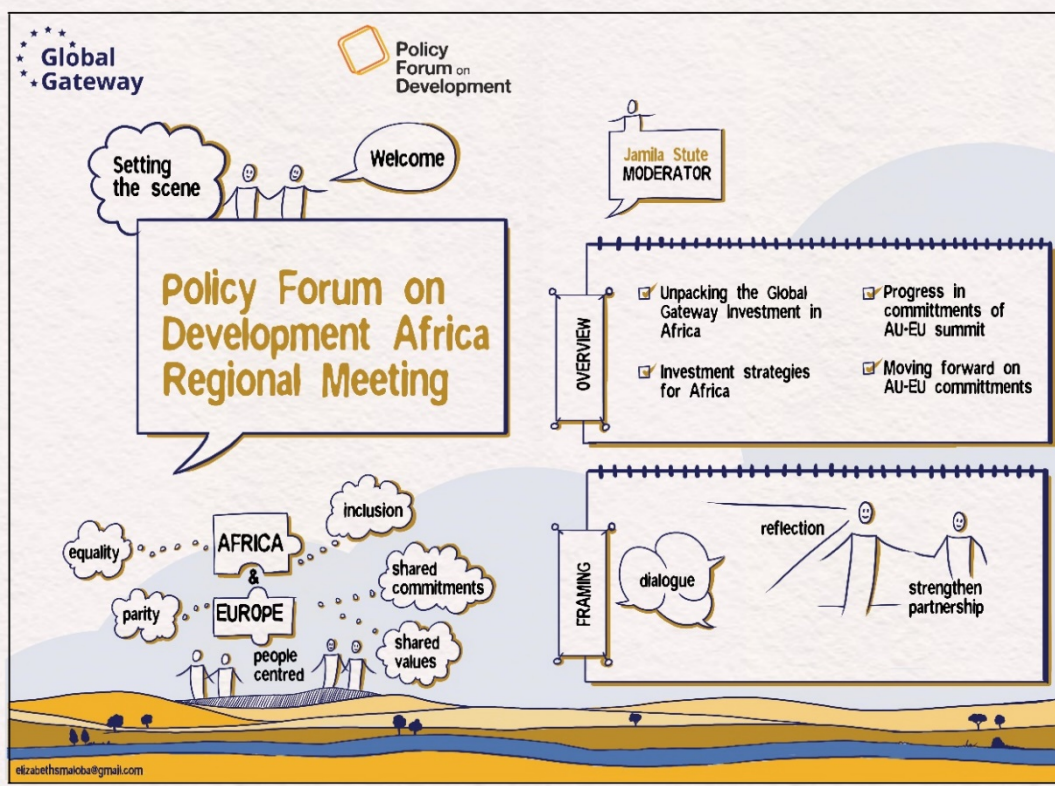 Global
Gateway
Policy
Forum on
Development
Setting
the scene
Welcome
Policy Forum on
Development Africa
Regional Meeting
equality
AFRICA
inclusion
&
parity
EUROPE
shared
commitments
people
centred
shared
values
Jamila Stute
MODERATOR
OVERVIEW
Unpacking the Global
Gateway Investment in
Africa
Investment strategies
for Africa
Progress in
committments of
AU-EU summit
Moving forward on
AU-EU committments
FRAMING
dialogue
reflection
strengthen
partnership
elizabethsmaloba@gmail.com